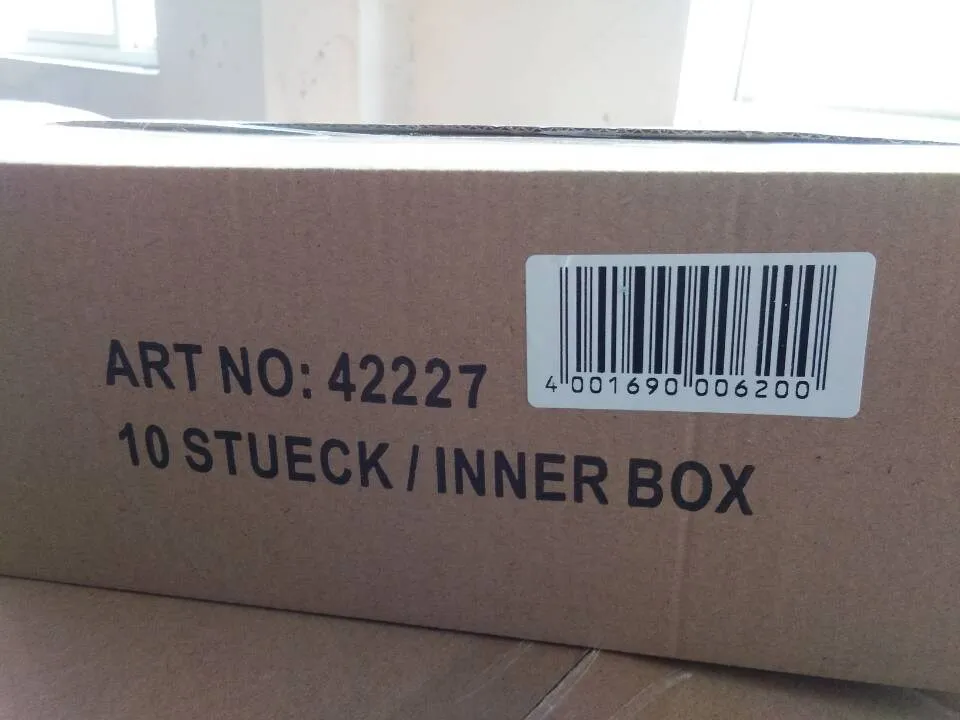 4 001690 006200
ART NO: 42227
10 STUECK / INNER BOX